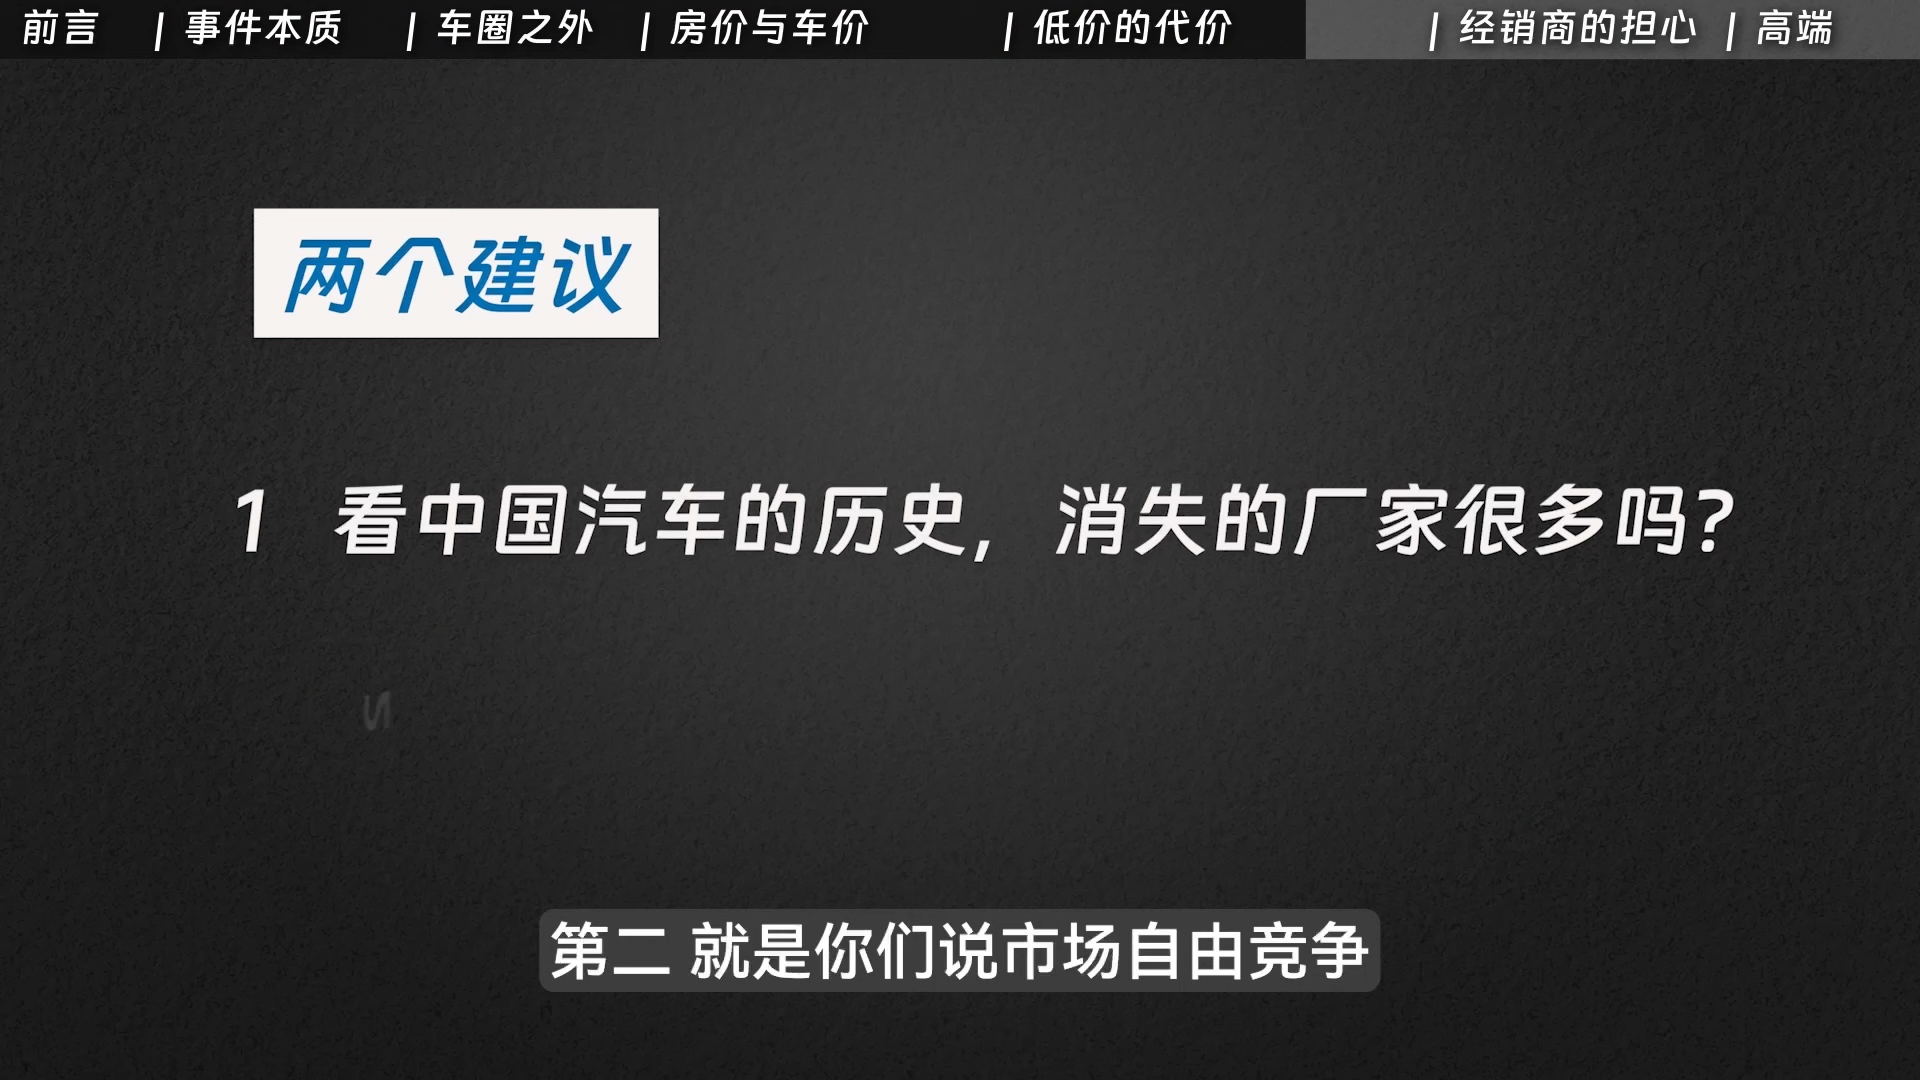 前言 | 事件本质 | 车圈之外 | 房价与车价 | 低价的代价 | 经销商的担心 | 高端
两个建议
1 看中国汽车的历史，消失的厂家很多吗？
第二 就是你们说市场自由竞争